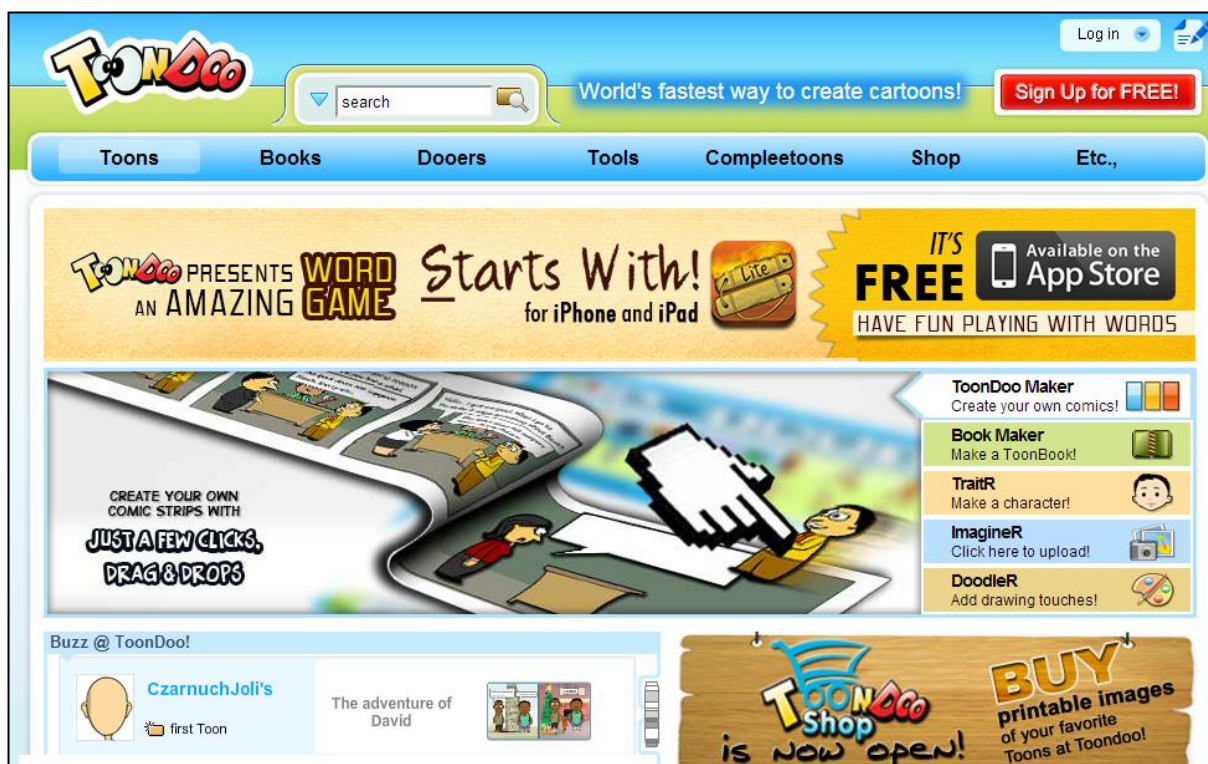 Log in
TOONDOO
search
World's fastest way to create cartoons!
Sign Up for FREE!
Toons Books Dooers Tools Compleetoons Shop Etc.,
TOONDOO PRESENTS WORD
AN AMAZING GAME
Starts With!
for iPhone and iPad
Lite
IT'S
FREE
Available on the
App Store
HAVE FUN PLAYING WITH WORDS
CREATE YOUR OWN
COMIC STRIPS WITH
JUST A FEW CLICKS,
DRAG & DROPS
ToonDoo Maker
Create your own comics!
Book Maker
Make a ToonBook!
TraitR
Make a character!
ImagineR
Click here to upload!
DoodleR
Add drawing touches!
Buzz @ ToonDoo!
CzarnuchJoli's
first Toon
The adventure of
David
TOONDOO
Shop
is now open!
BUY
printable images
of your favorite
Toons at Toondoo!